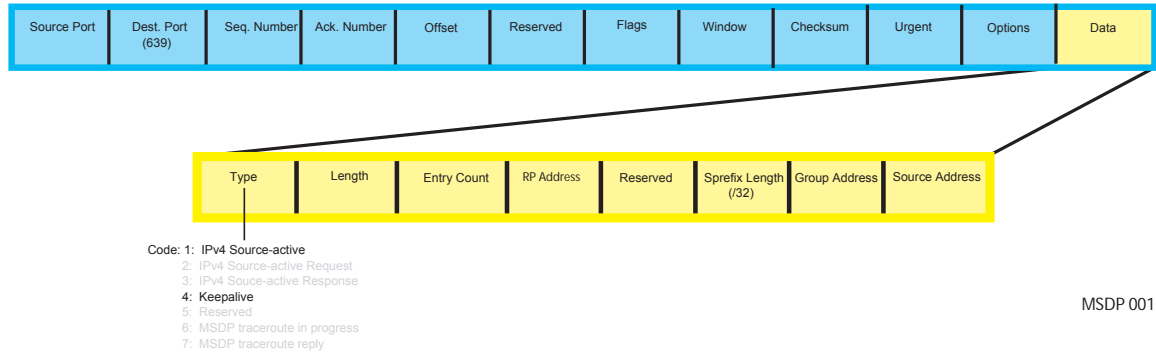 Source Port
Dest. Port
(639)
Seq. Number
Ack. Number
Offset
Reserved
Flags
Window
Checksum
Urgent
Options
Data
Type
Length
Entry Count
RP Address
Reserved
Sprefix Length
(/32)
Group Address
Source Address
Code: 1: IPv4 Source-active
2: IPv4 Source-active Request
3: IPv4 Souce-active Response
4: Keepalive
5: Reserved
6: MSDP traceroute in progress
7: MSDP traceroute reply
MSDP 001